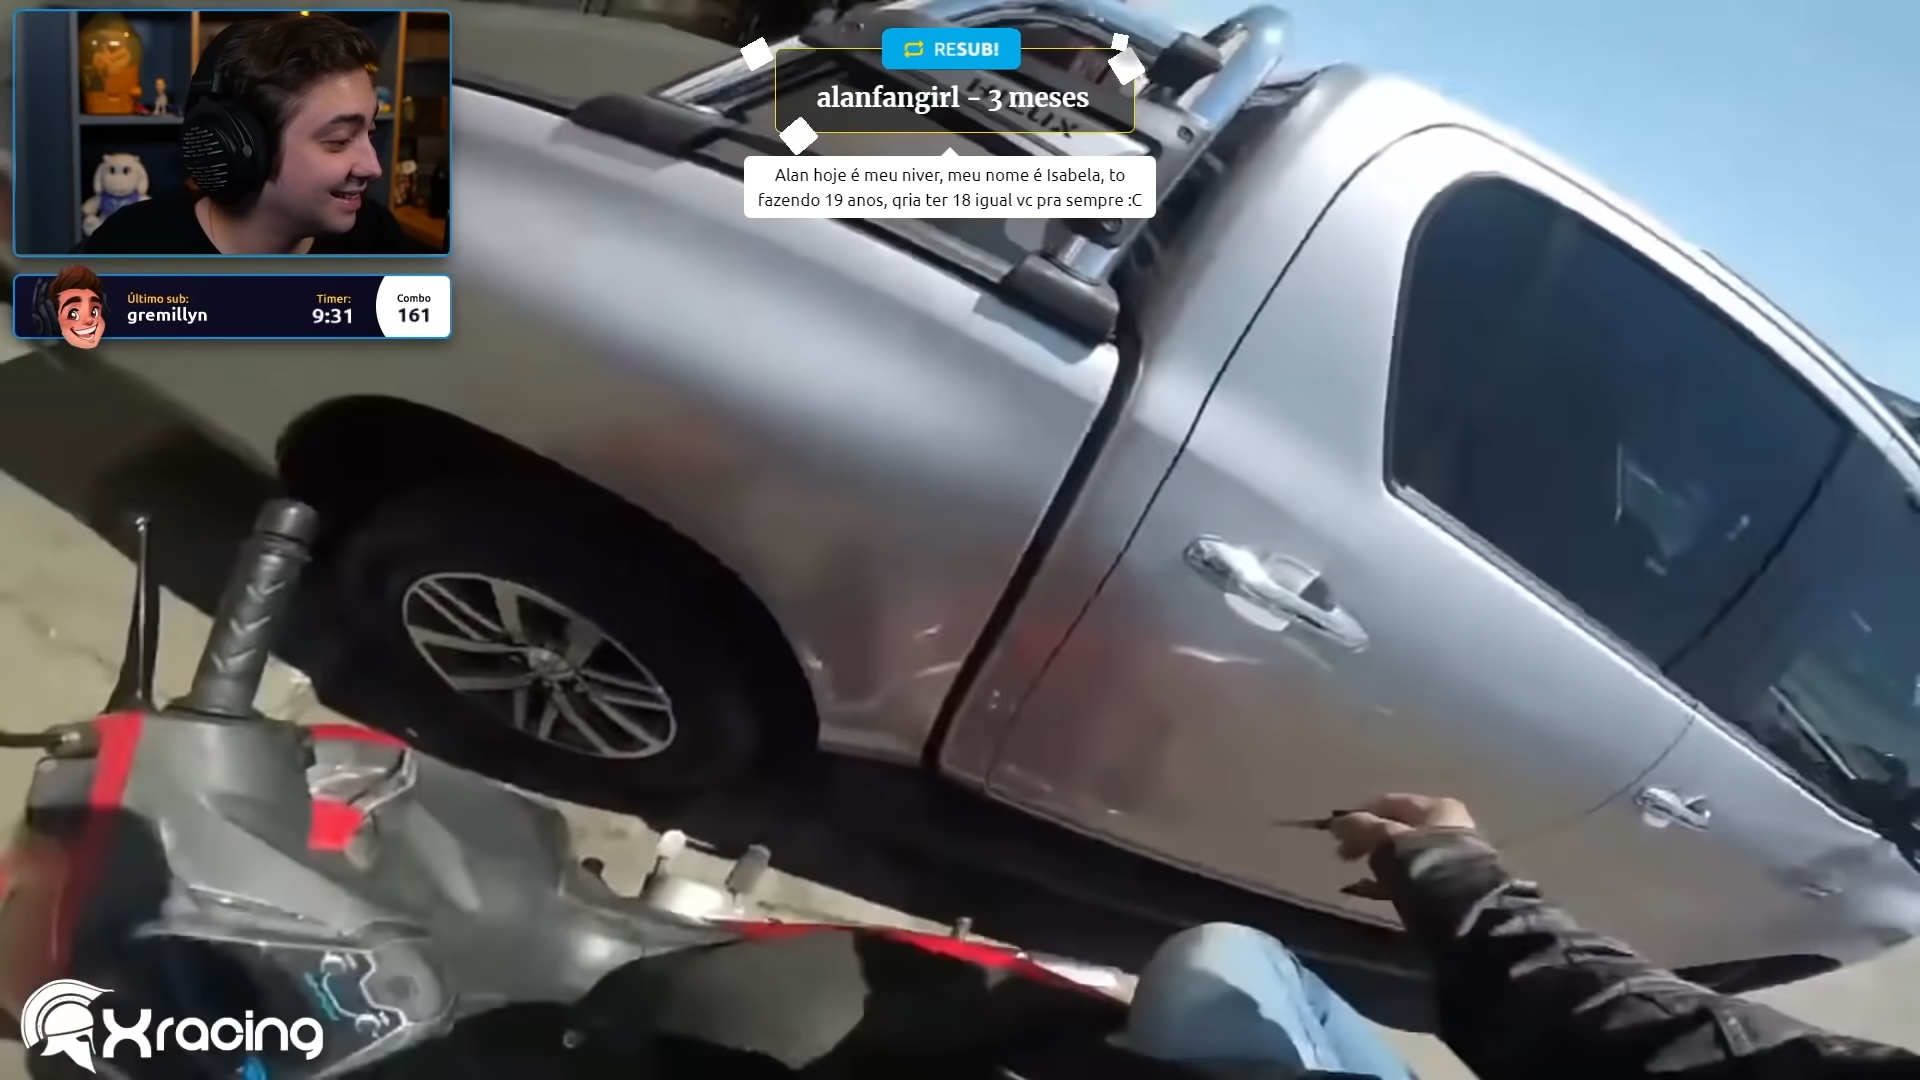 RESUB!
alanfangirl - 3 meses
Alan hoje é meu niver, meu nome é Isabela, to
fazendo 19 anos, qria ter 18 igual vc pra sempre :C
Último sub:
gremillyn
Timer:
9:31
Combo
161
Xracing